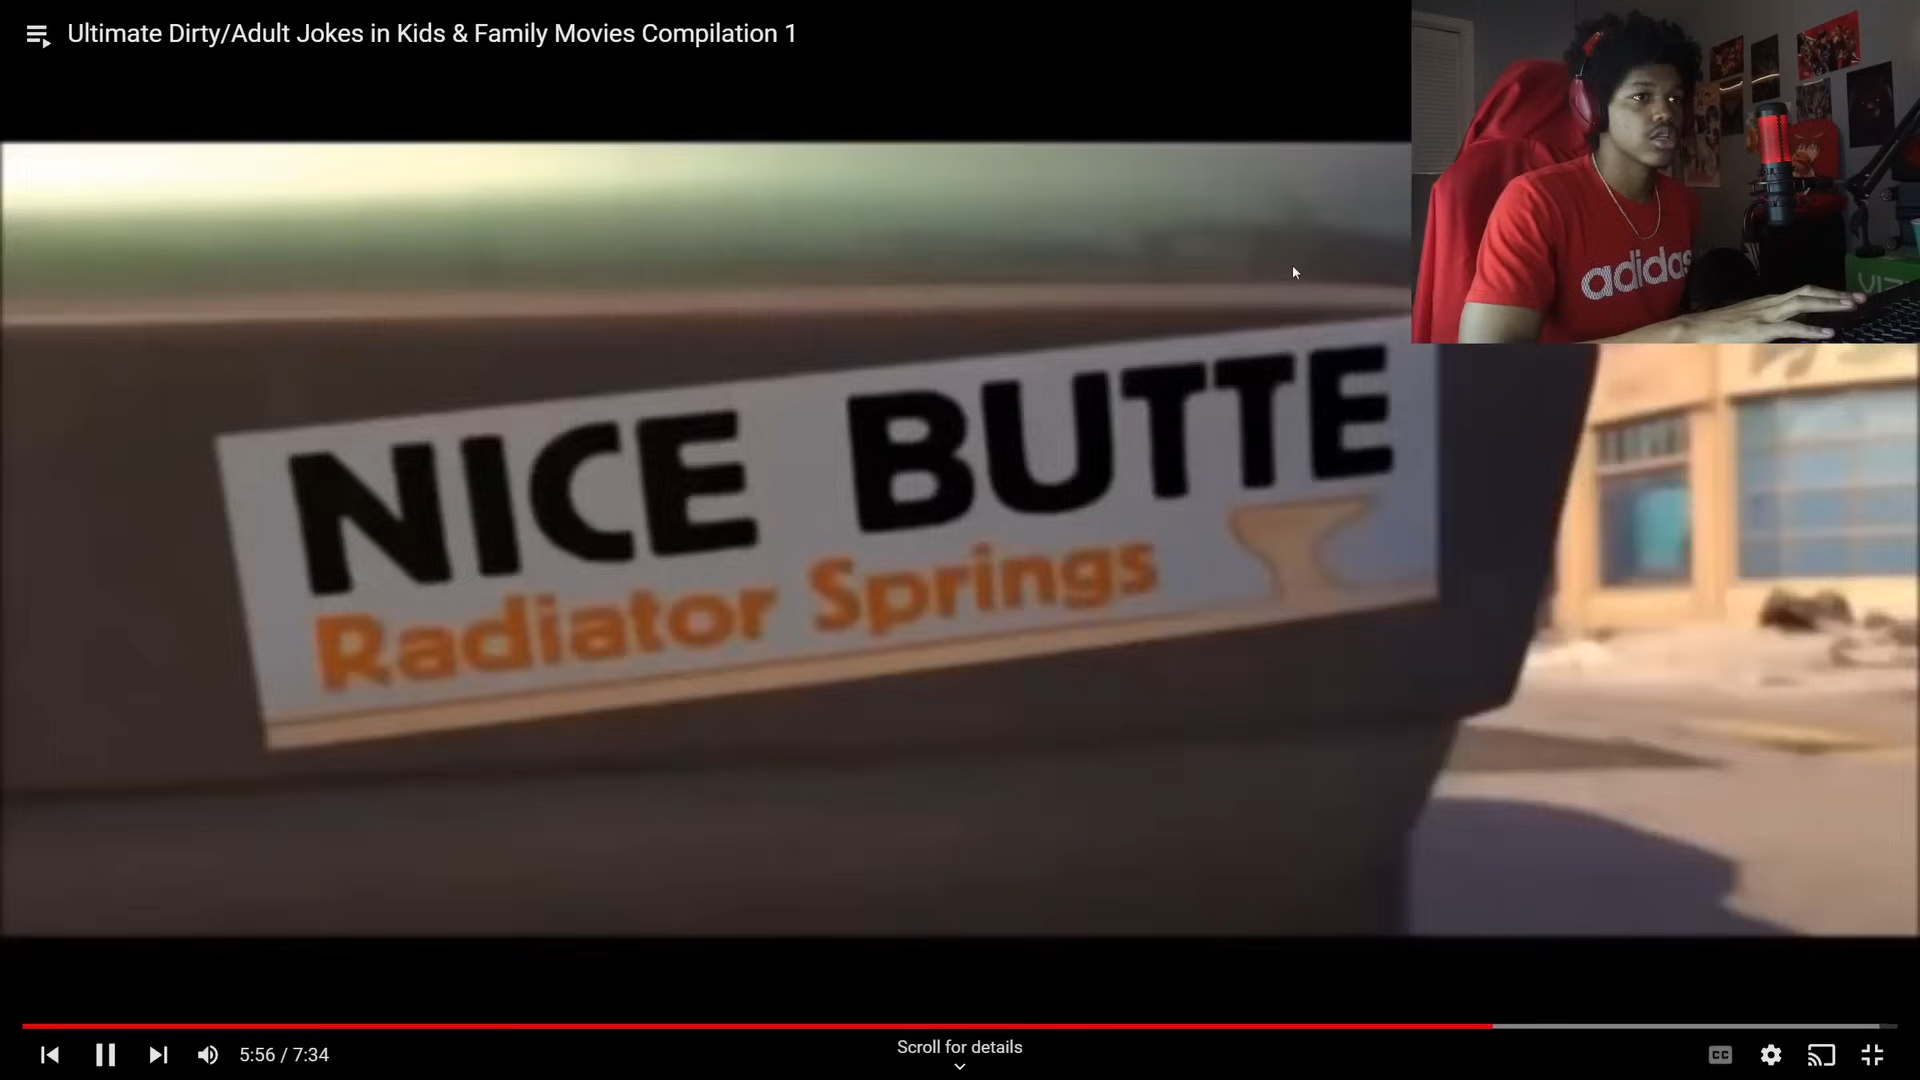 Ultimate Dirty/Adult Jokes in Kids & Family Movies Compilation 1
adidas
NICE BUTTE
Radiator Springs
5:56 / 7:34
Scroll for details
CC